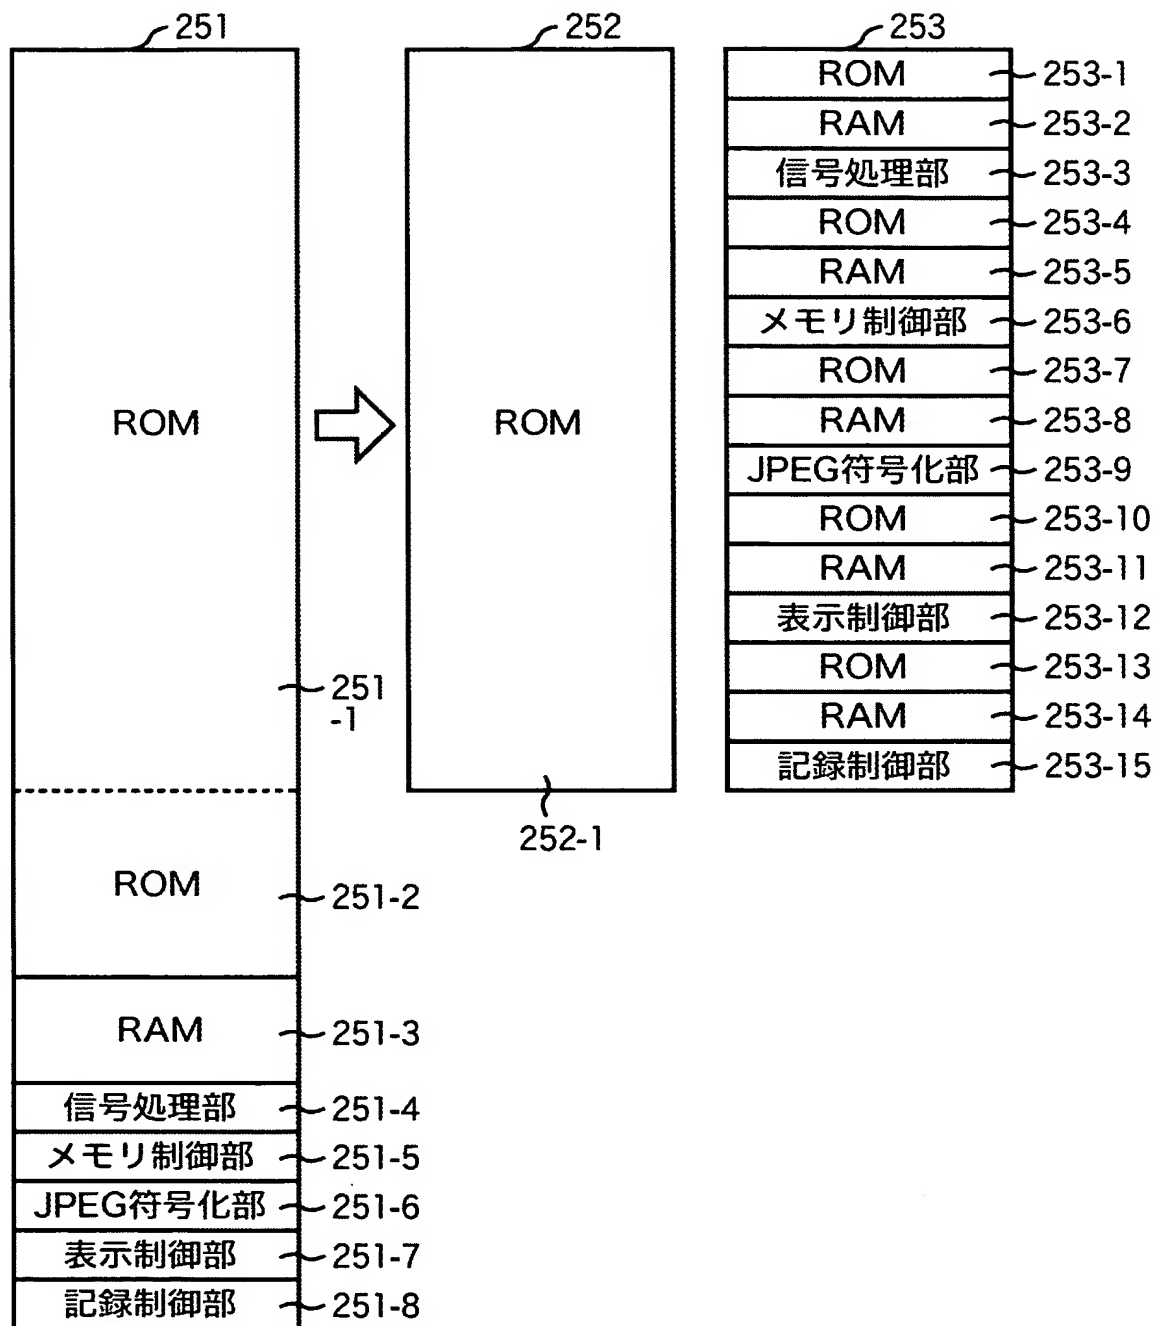 251
ROM
251
-1
ROM
251-2
RAM
251-3
信号処理部
251-4
メモリ制御部
251-5
JPEG符号化部
251-6
表示制御部
251-7
記録制御部
251-8
252
ROM
252-1
253
ROM
253-1
RAM
253-2
信号処理部
253-3
ROM
253-4
RAM
253-5
メモリ制御部
253-6
ROM
253-7
RAM
253-8
JPEG符号化部
253-9
ROM
253-10
RAM
253-11
表示制御部
253-12
ROM
253-13
RAM
253-14
記録制御部
253-15